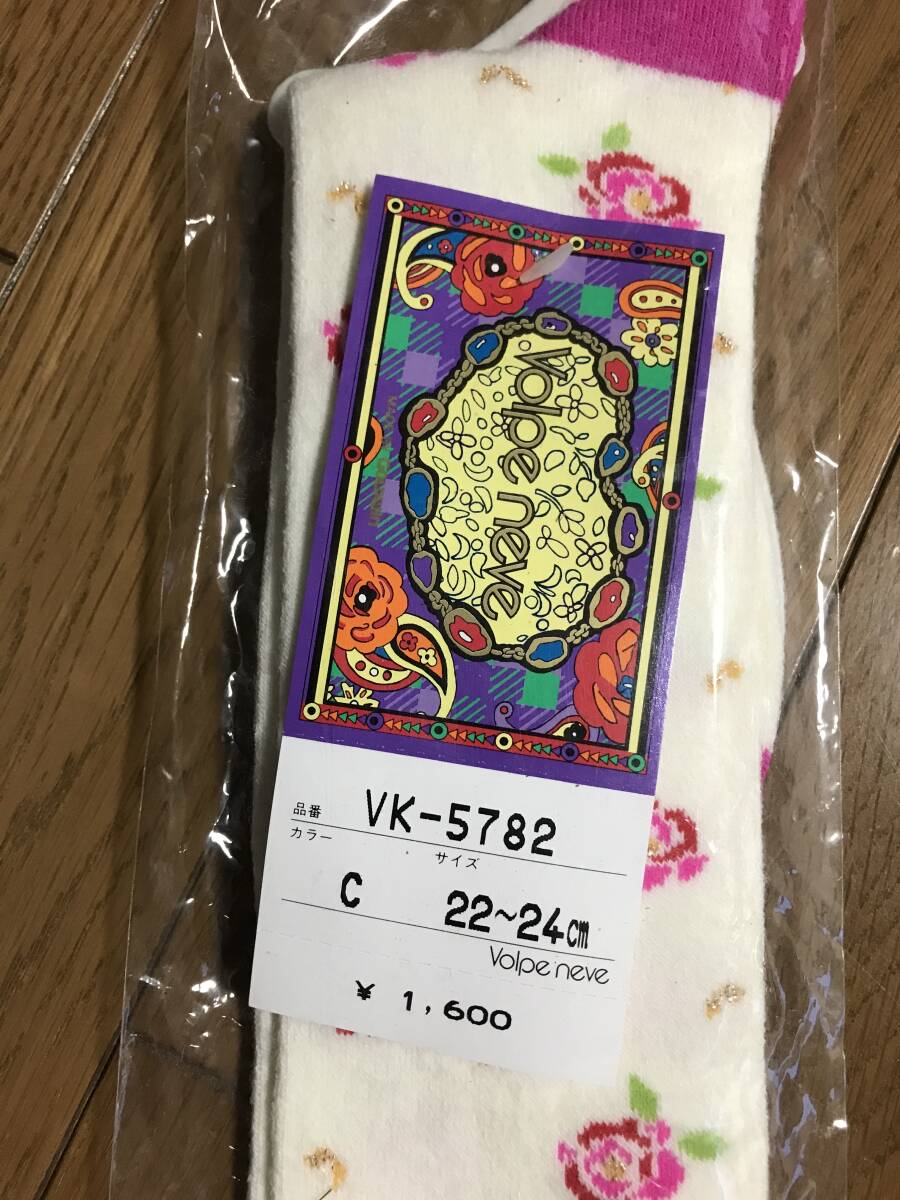 Volpe neve
品番 VK-5782
カラー サイズ
C 22~24cm
Volpe neve
¥ 1,600